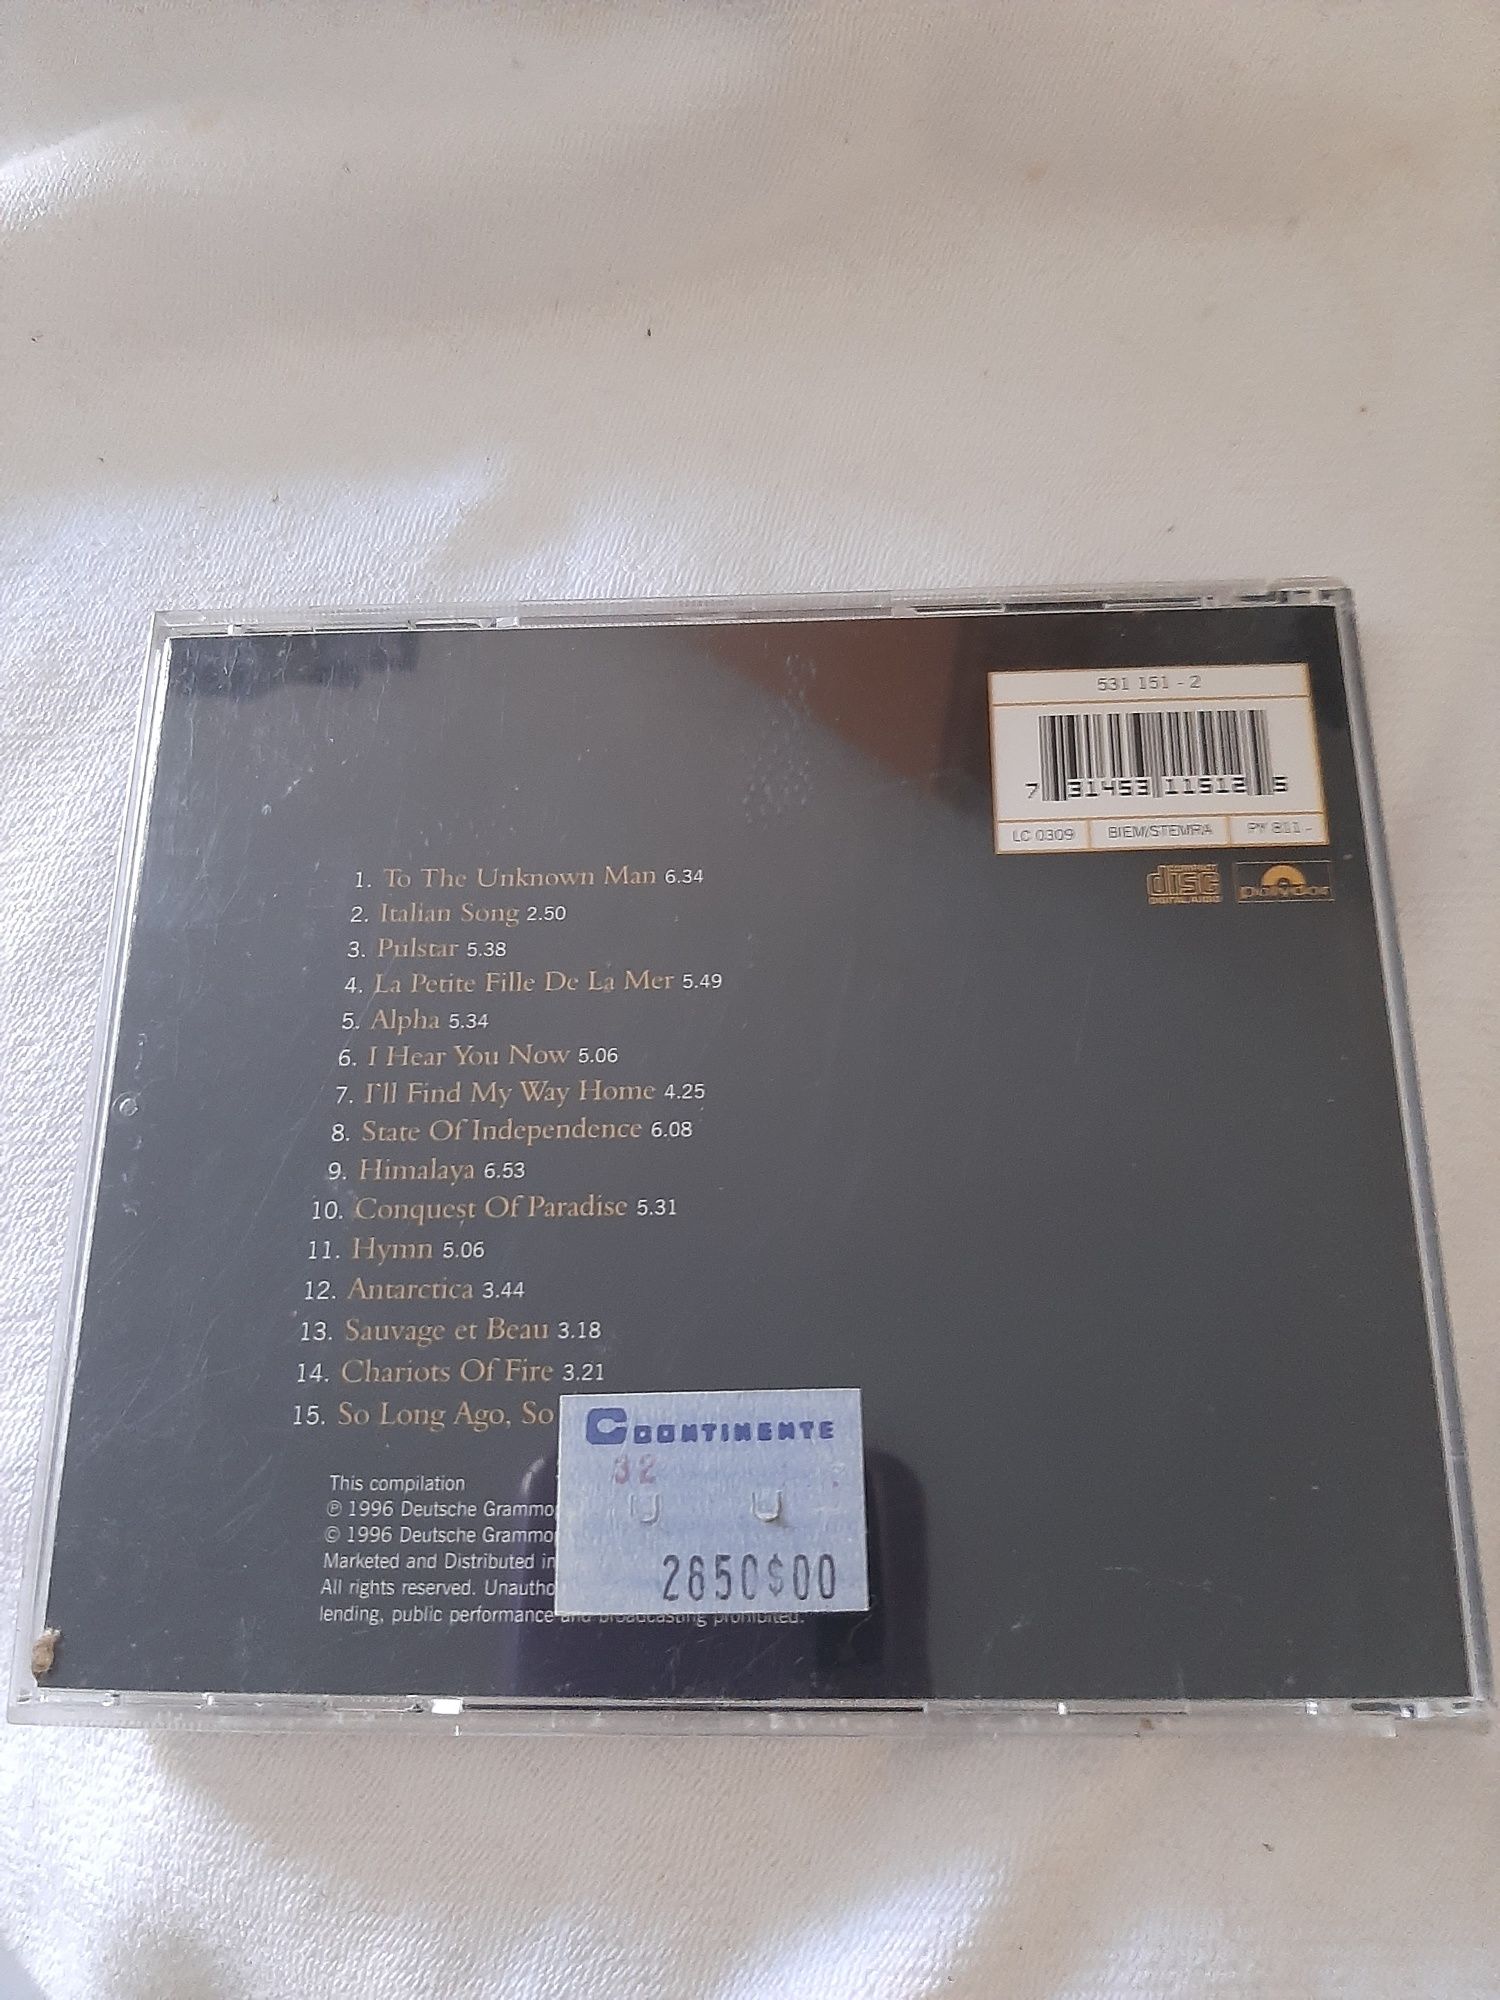 531 151 - 2
7 31453 11512 5
LC 0309 BIEM/STEMRA PY 811 -
COMPACT
disc
DIGITAL AUDIO
polydor
1. To The Unknown Man 6.34
2. Italian Song 2.50
3. Pulstar 5.38
4. La Petite Fille De La Mer 5.49
5. Alpha 5.34
6. I Hear You Now 5.06
7. I'll Find My Way Home 4.25
8. State Of Independence 6.08
9. Himalaya 6.53
10. Conquest Of Paradise 5.31
11. Hymn 5.06
12. Antarctica 3.44
13. Sauvage et Beau 3.18
14. Chariots Of Fire 3.21
15. So Long Ago, So
This compilation
℗ 1996 Deutsche Grammo
© 1996 Deutsche Grammo
Marketed and Distributed in
All rights reserved. Unautho
lending, public performance and broadcasting prohibited.
C CONTINENTE
32
2850$00